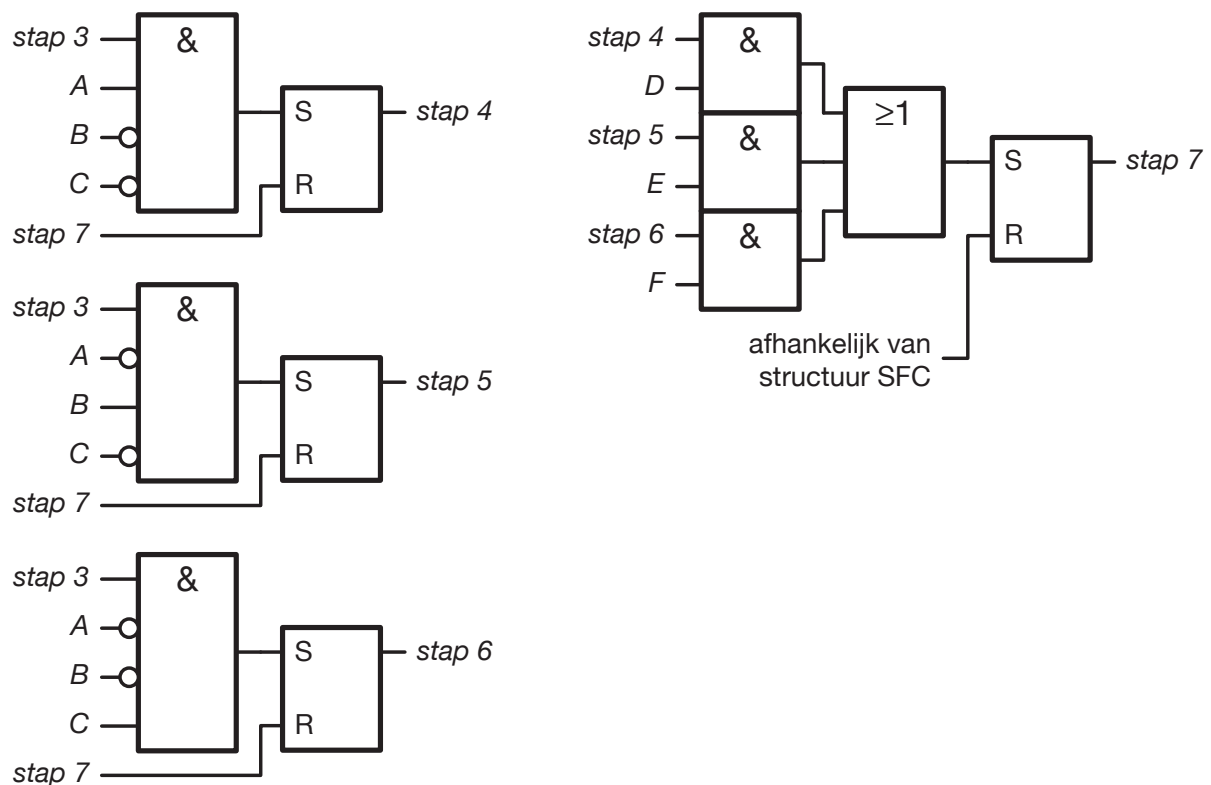 stap 3
&
A
B
C
S
R
stap 4
stap 7
stap 3
&
A
B
C
S
R
stap 5
stap 7
stap 3
&
A
B
C
S
R
stap 6
stap 7
stap 4
&
D
stap 5
&
E
stap 6
&
F
≥1
S
R
stap 7
afhankelijk van
structuur SFC